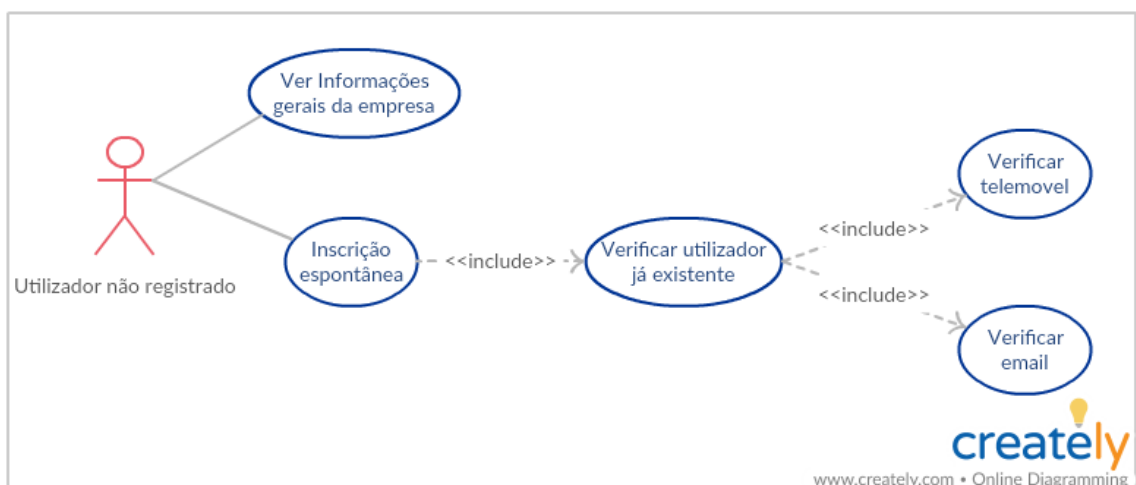 Ver Informações
gerais da empresa
Utilizador não registrado
Inscrição
espontânea
<<include>>
Verificar utilizador
já existente
<<include>>
Verificar
telemovel
<<include>>
Verificar
email
creately
www.creately.com • Online Diagramming